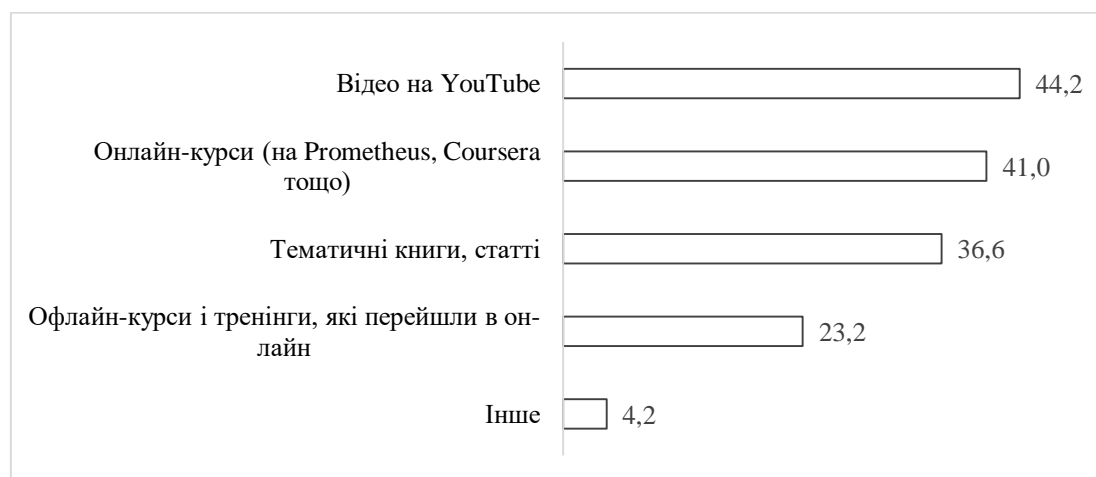 Відео на YouTube
44,2
Онлайн-курси (на Prometheus, Coursera
тощо)
41,0
Тематичні книги, статті
36,6
Офлайн-курси і тренінги, які перейшли в он-
лайн
23,2
Інше
4,2